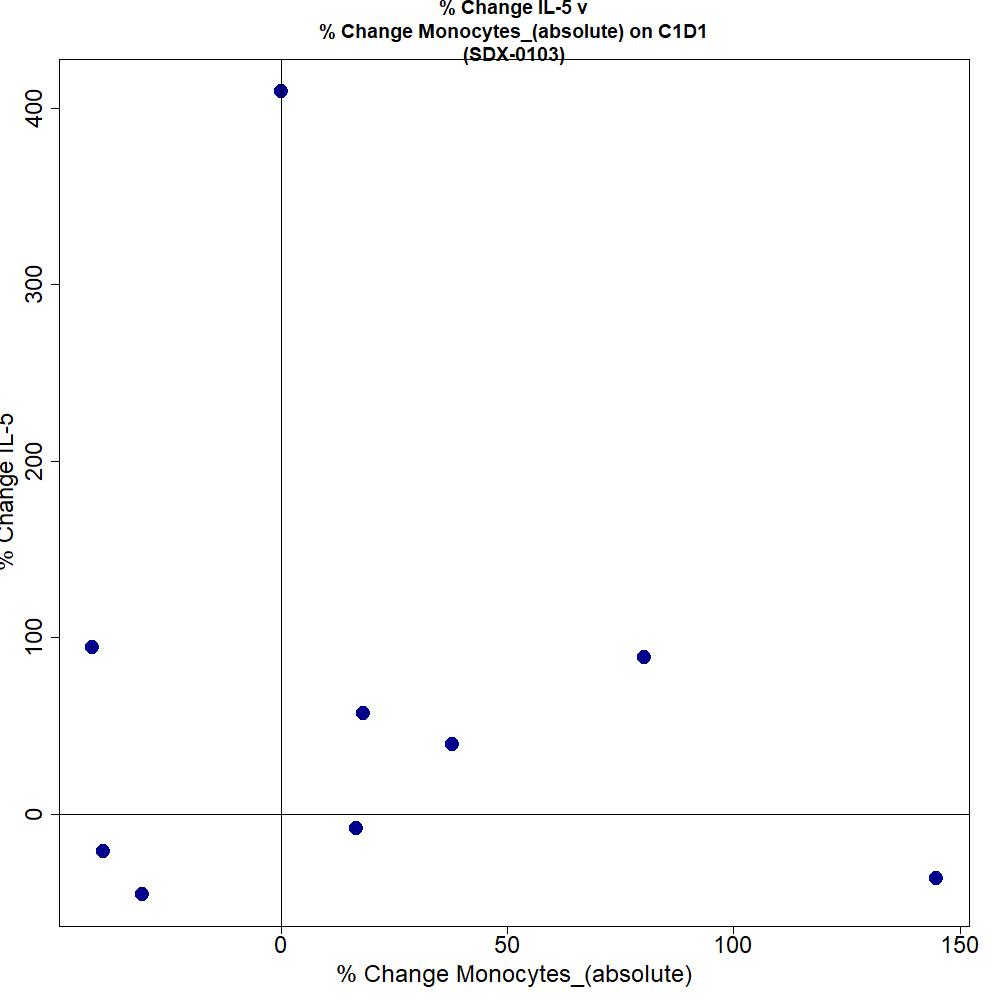 % Change IL-5 v
% Change Monocytes_(absolute) on C1D1
(SDX-0103)
400
300
200
100
0
% Change IL-5
0
50
100
150
% Change Monocytes_(absolute)